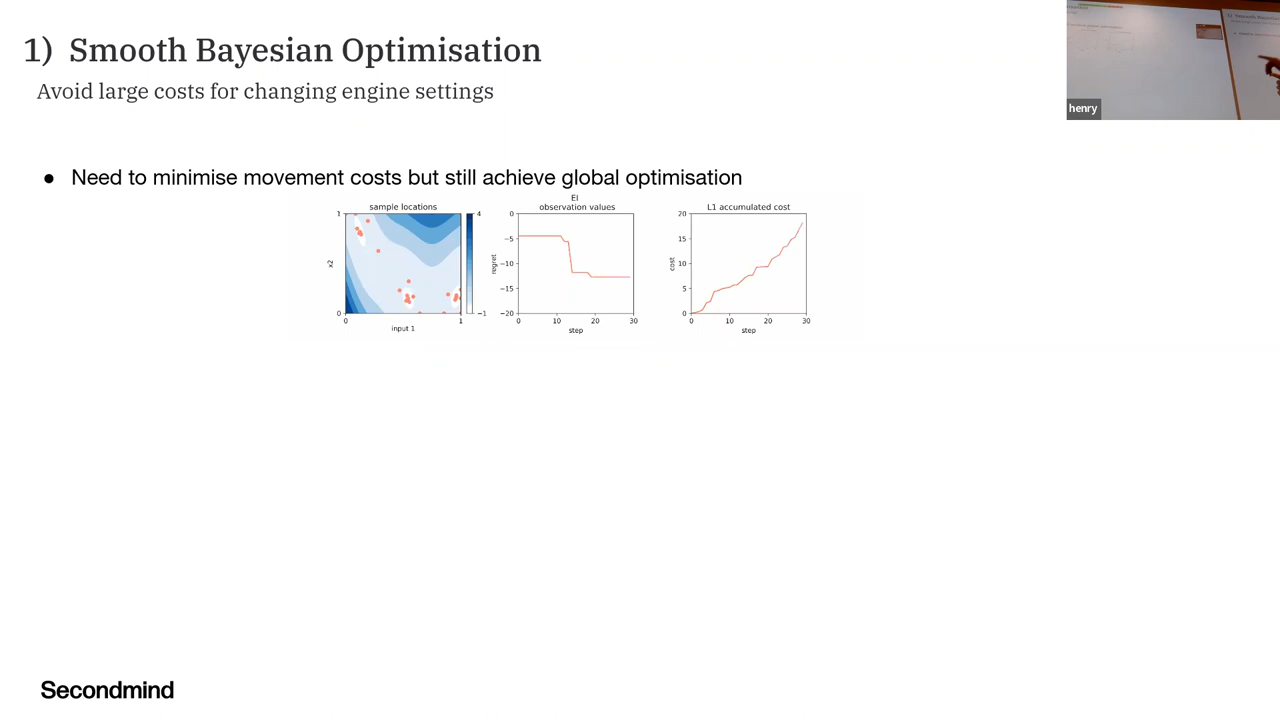 1) Smooth Bayesian Optimisation
Avoid large costs for changing engine settings
henry
● Need to minimise movement costs but still achieve global optimisation
sample locations
1
0
x2
0
1
input 1
4
−1
EI
observation values
0
−5
−10
−15
−20
regret
0
10
20
30
step
L1 accumulated cost
20
15
10
5
0
cost
0
10
20
30
step
Secondmind